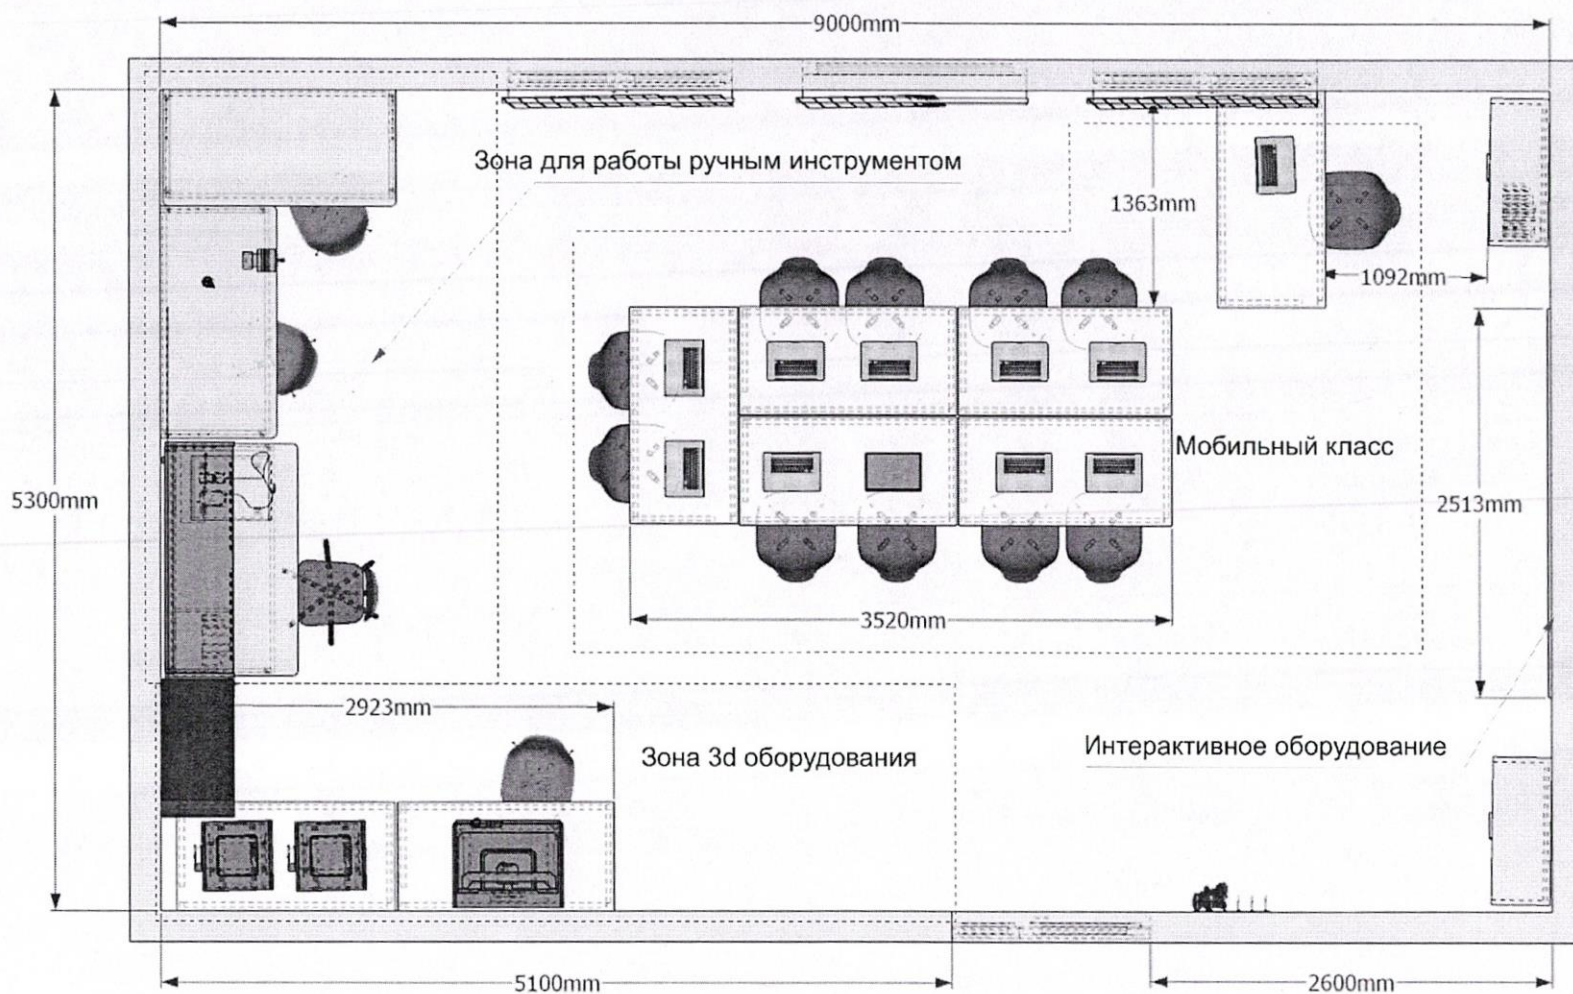 9000mm
Зона для работы ручным инструментом
1363mm
1092mm
Мобильный класс
5300mm
2513mm
3520mm
2923mm
Зона 3d оборудования
Интерактивное оборудование
5100mm
2600mm